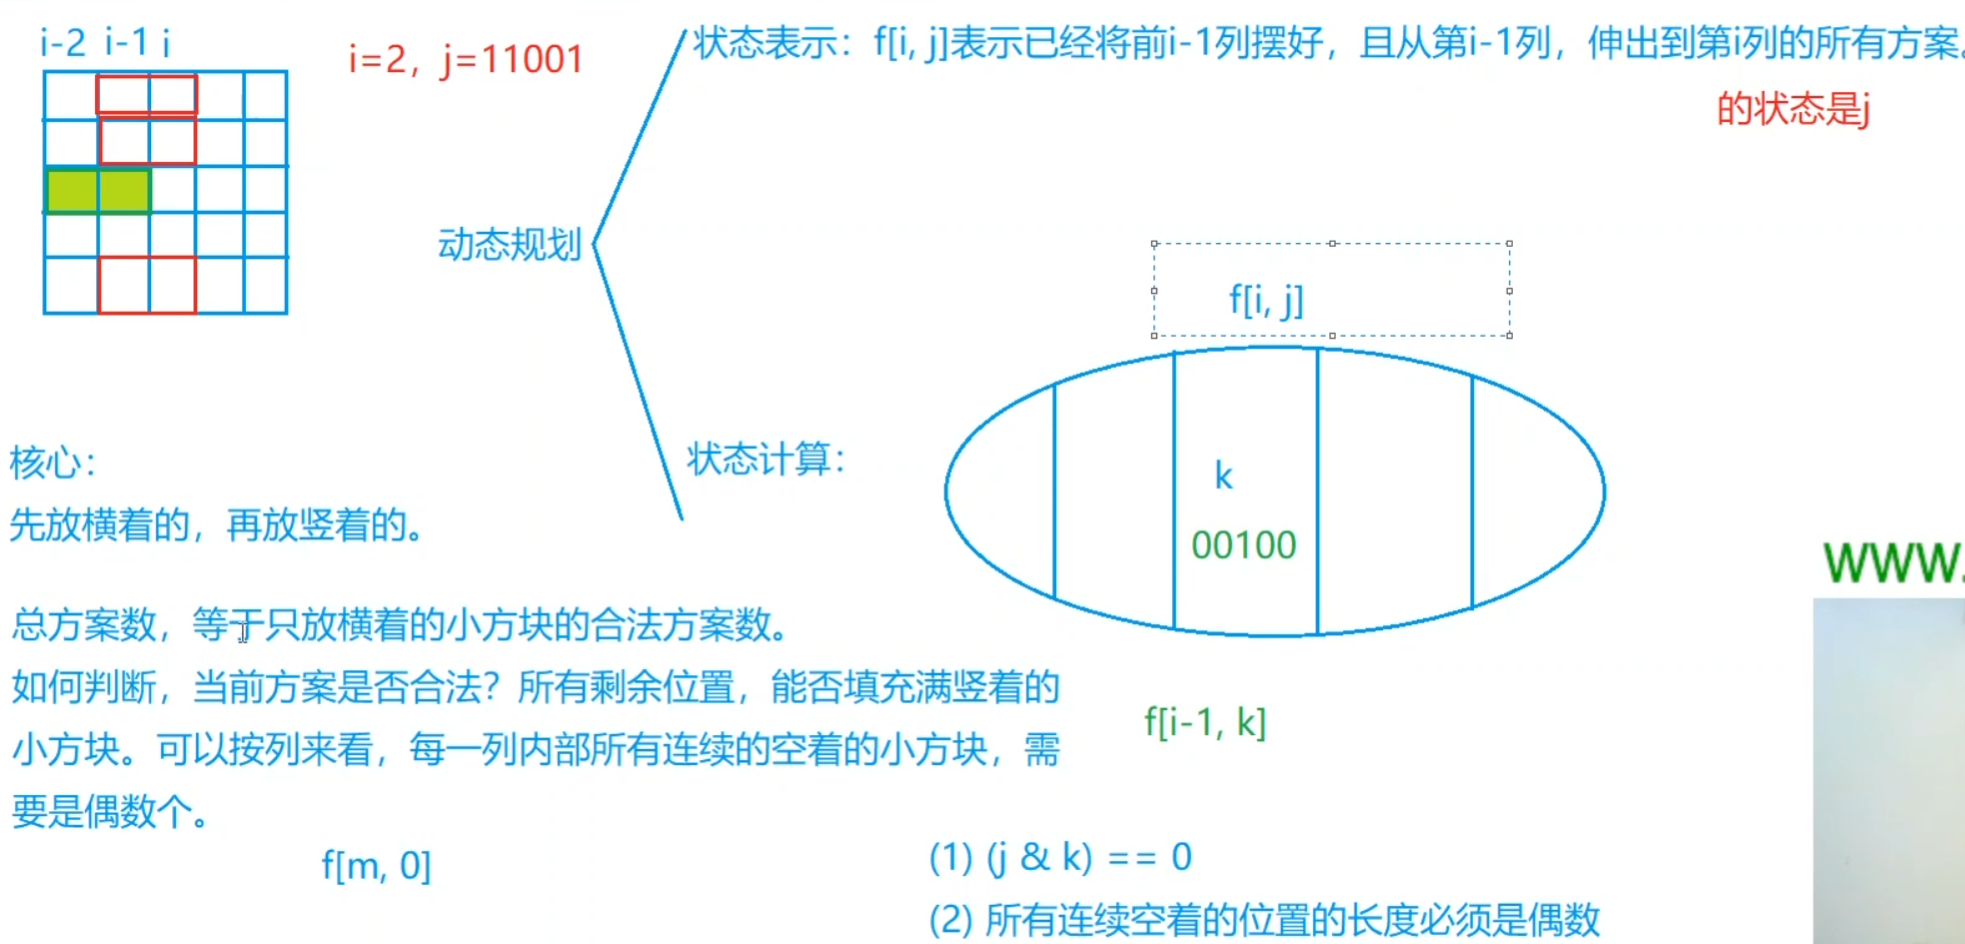 i-2 i-1 i
i=2，j=11001
状态表示：f[i, j]表示已经将前i-1列摆好，且从第i-1列，伸出到第i列的所有方案。
的状态是j
动态规划
f[i, j]
状态计算：
k
00100
核心：
先放横着的，再放竖着的。
总方案数，等于只放横着的小方块的合法方案数。
如何判断，当前方案是否合法？所有剩余位置，能否填充满竖着的
小方块。可以按列来看，每一列内部所有连续的空着的小方块，需
要是偶数个。
f[m, 0]
f[i-1, k]
(1) (j & k) == 0
(2) 所有连续空着的位置的长度必须是偶数
WWW.